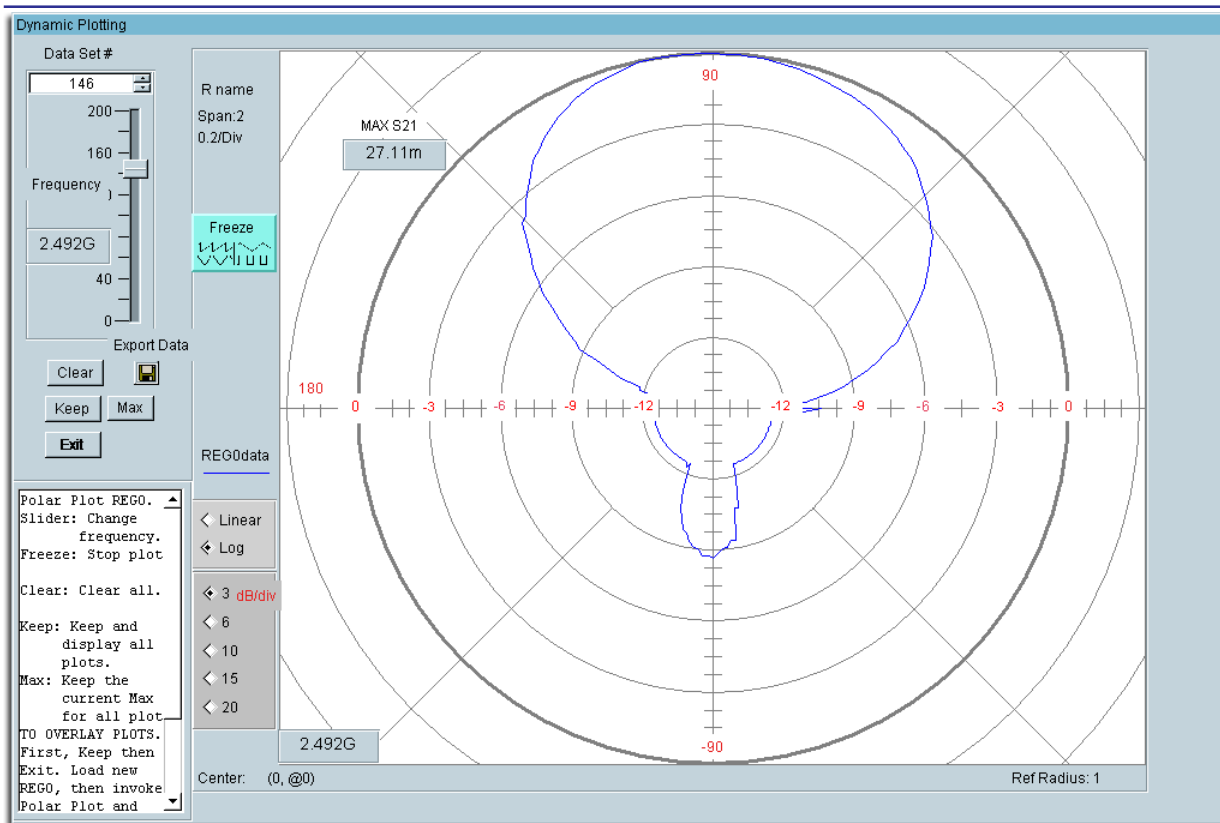 Dynamic Plotting
Data Set #
146
200
160
Frequency
)
2.492G
40
0
Export Data
Clear
Keep
Max
Exit
Polar Plot REG0.
Slider: Change
frequency.
Freeze: Stop plot
Clear: Clear all.
Keep: Keep and
display all
plots.
Max: Keep the
current Max
for all plot
TO OVERLAY PLOTS.
First, Keep then
Exit. Load new
REG0, then invoke
Polar Plot and
R name
Span:2
0.2/Div
Freeze
REG0data
Linear
Log
3 dB/div
6
10
15
20
MAX S21
27.11m
90
180
0 -3 -6 -9 -12 -12 -9 -6 -3 0
-90
2.492G
Center: (0, @0)
Ref Radius: 1